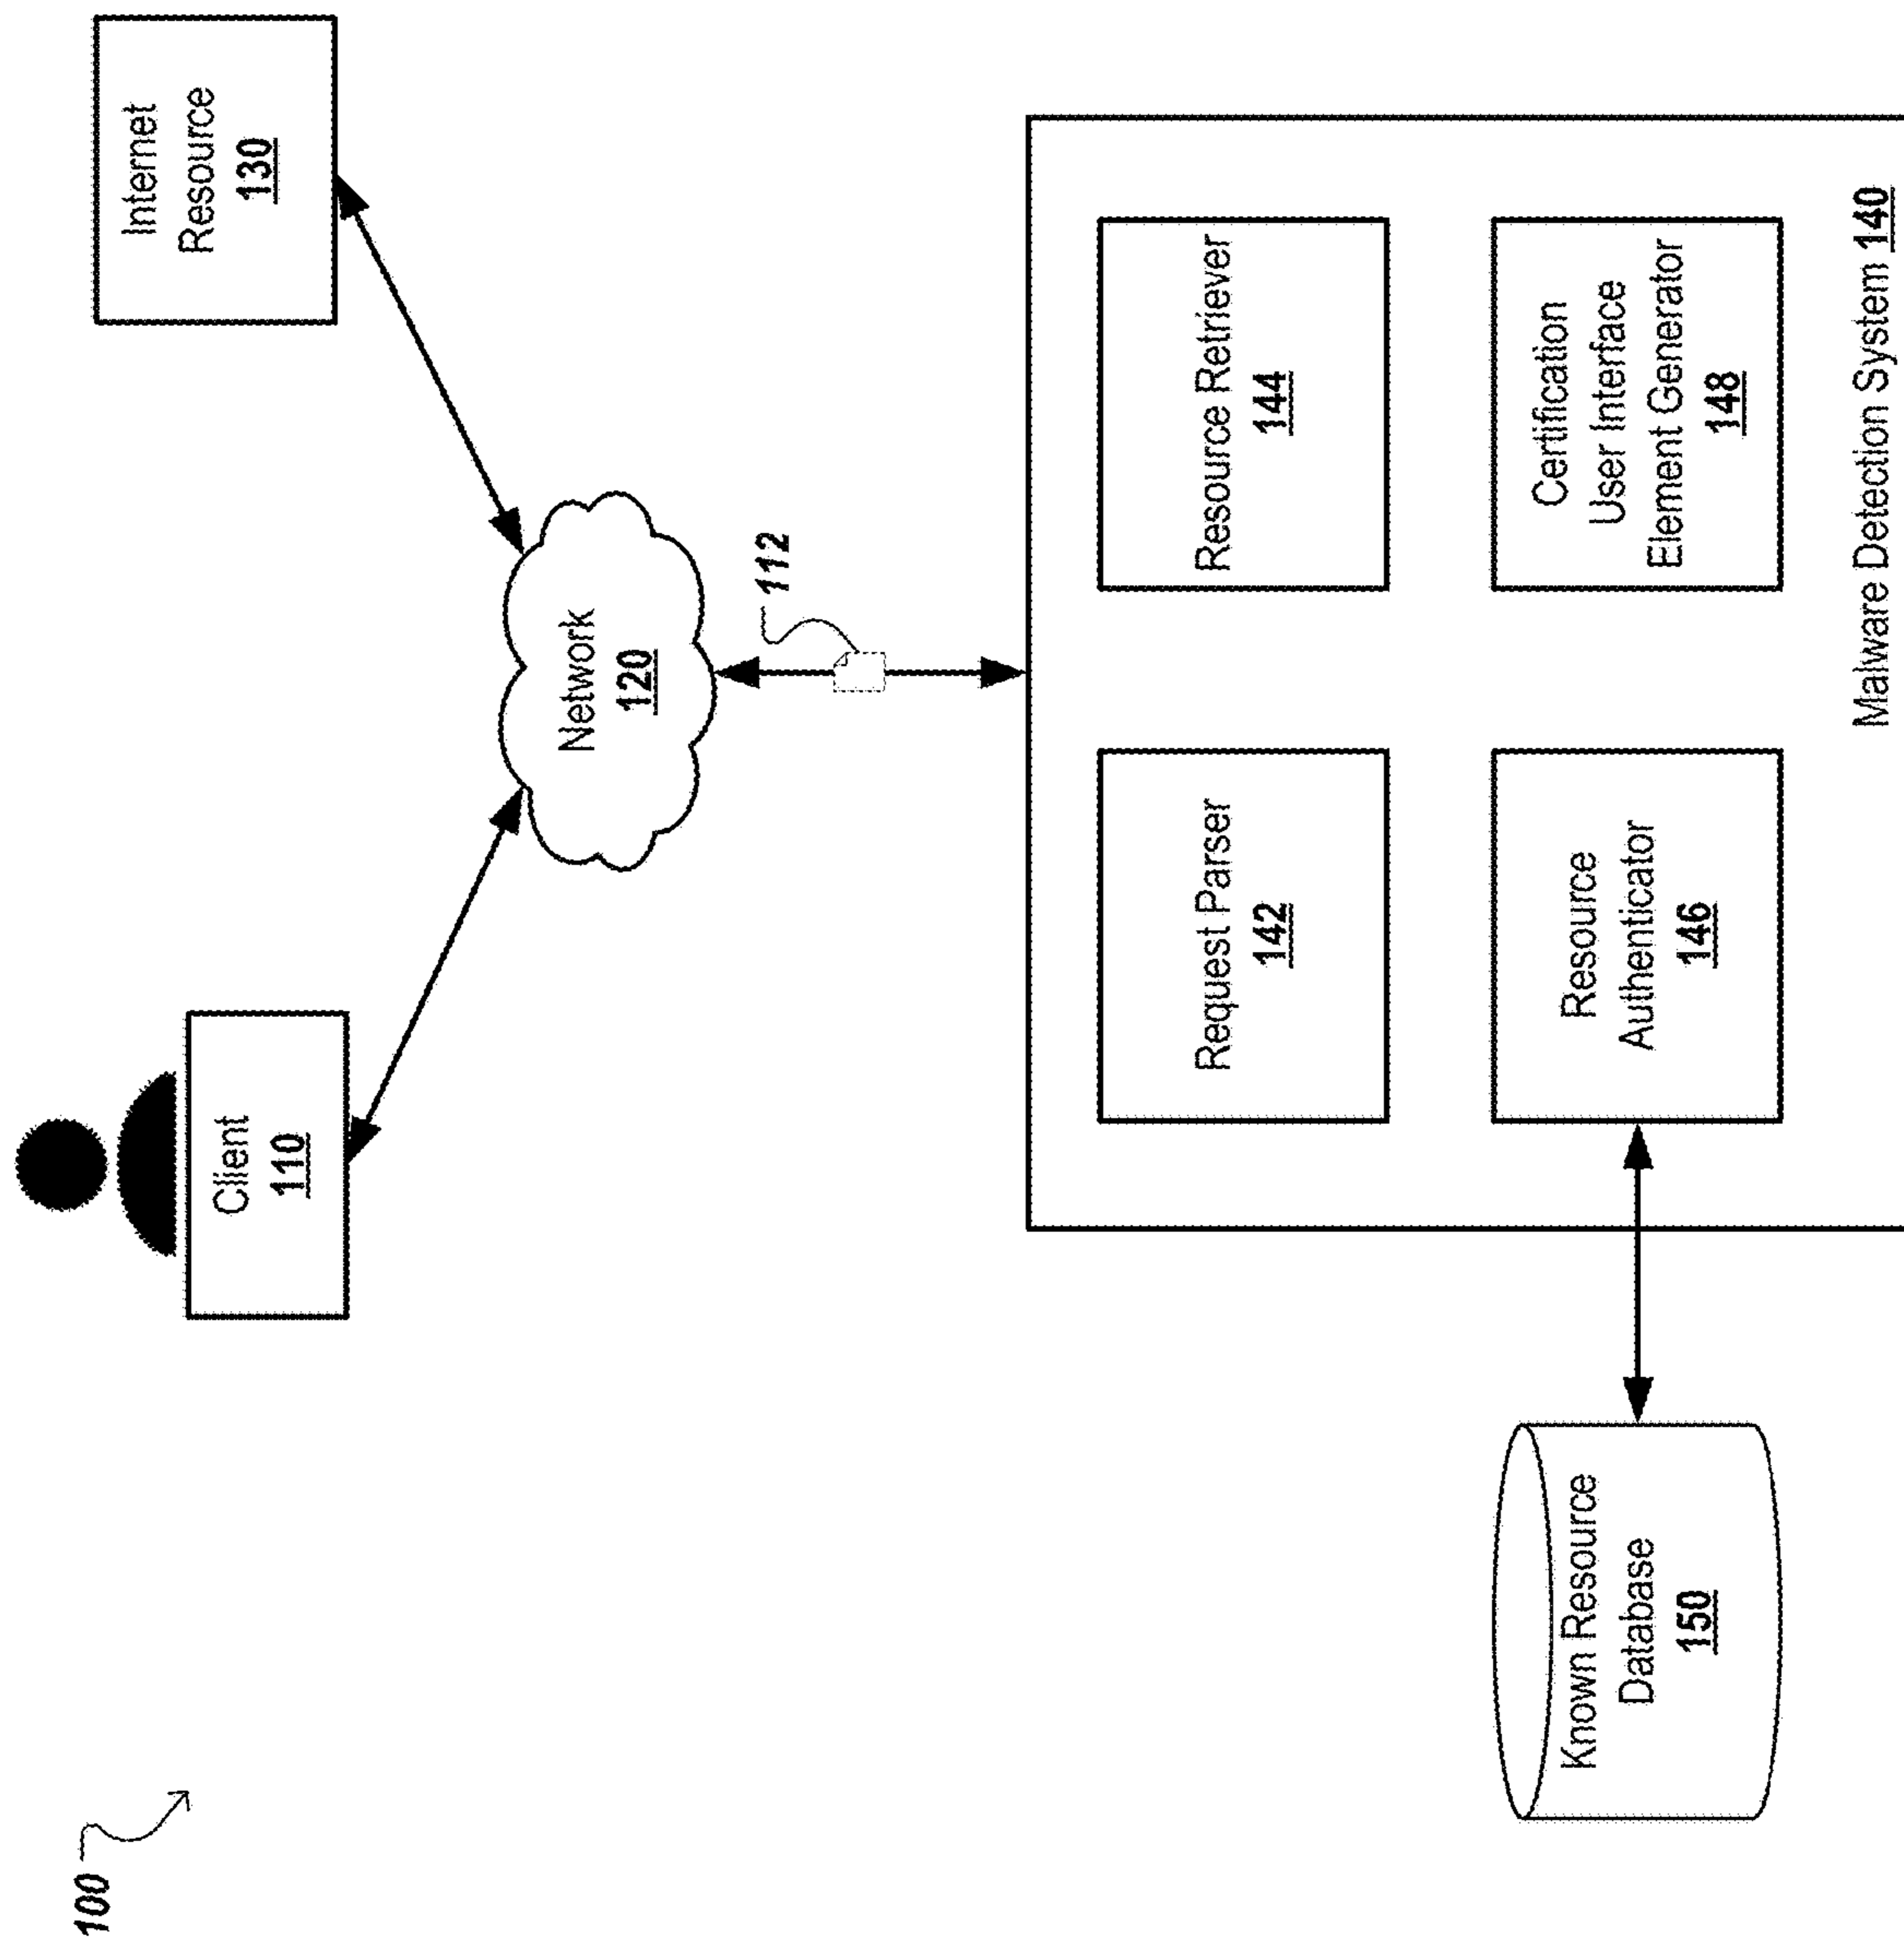 100
Client
110
Internet
Resource
130
Network
120
112
Request Parser
142
Resource Retriever
144
Known Resource
Database
150
Resource
Authenticator
146
Certification
User Interface
Element Generator
148
Malware Detection System 140